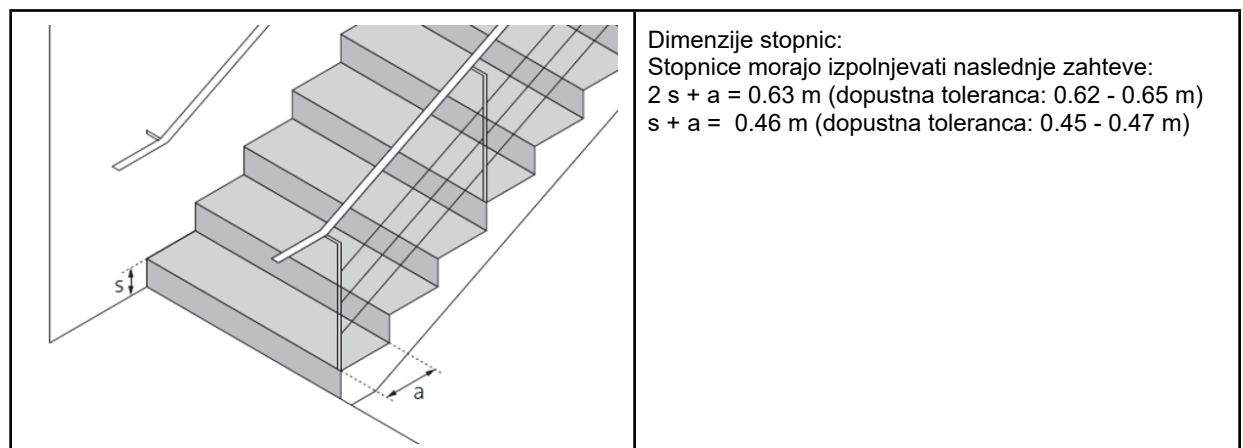 Dimenzije stopnic:
Stopnice morajo izpolnjevati naslednje zahteve:
2 s + a = 0.63 m (dopustna toleranca: 0.62 - 0.65 m)
s + a =  0.46 m (dopustna toleranca: 0.45 - 0.47 m)
s
a